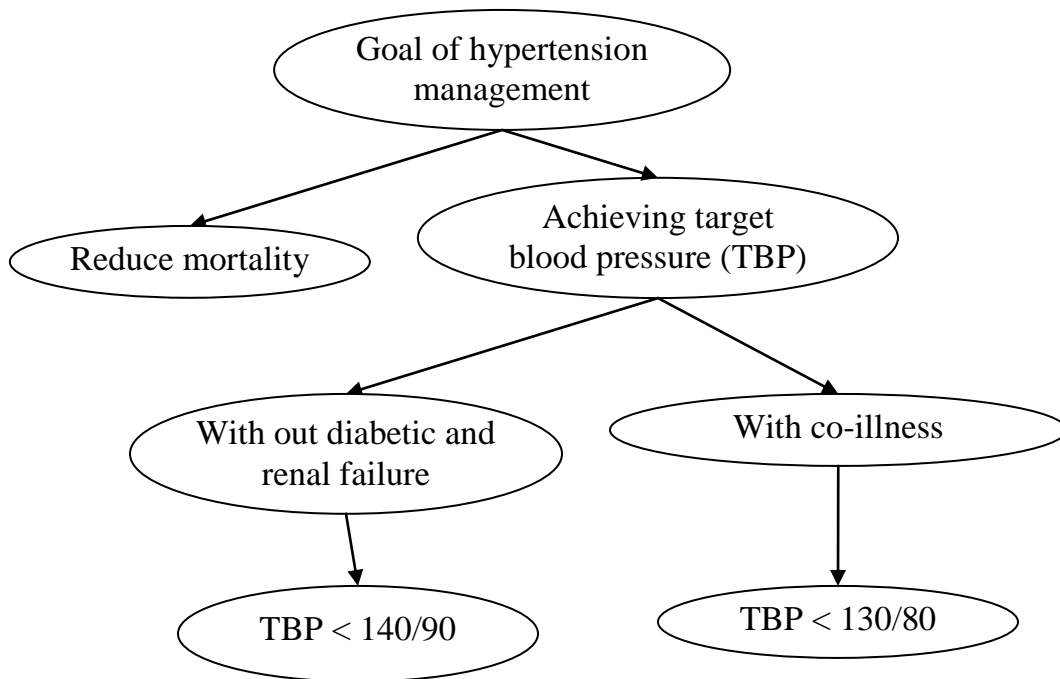 Goal of hypertension
management
Reduce mortality
Achieving target
blood pressure (TBP)
With out diabetic and
renal failure
With co-illness
TBP < 140/90
TBP < 130/80